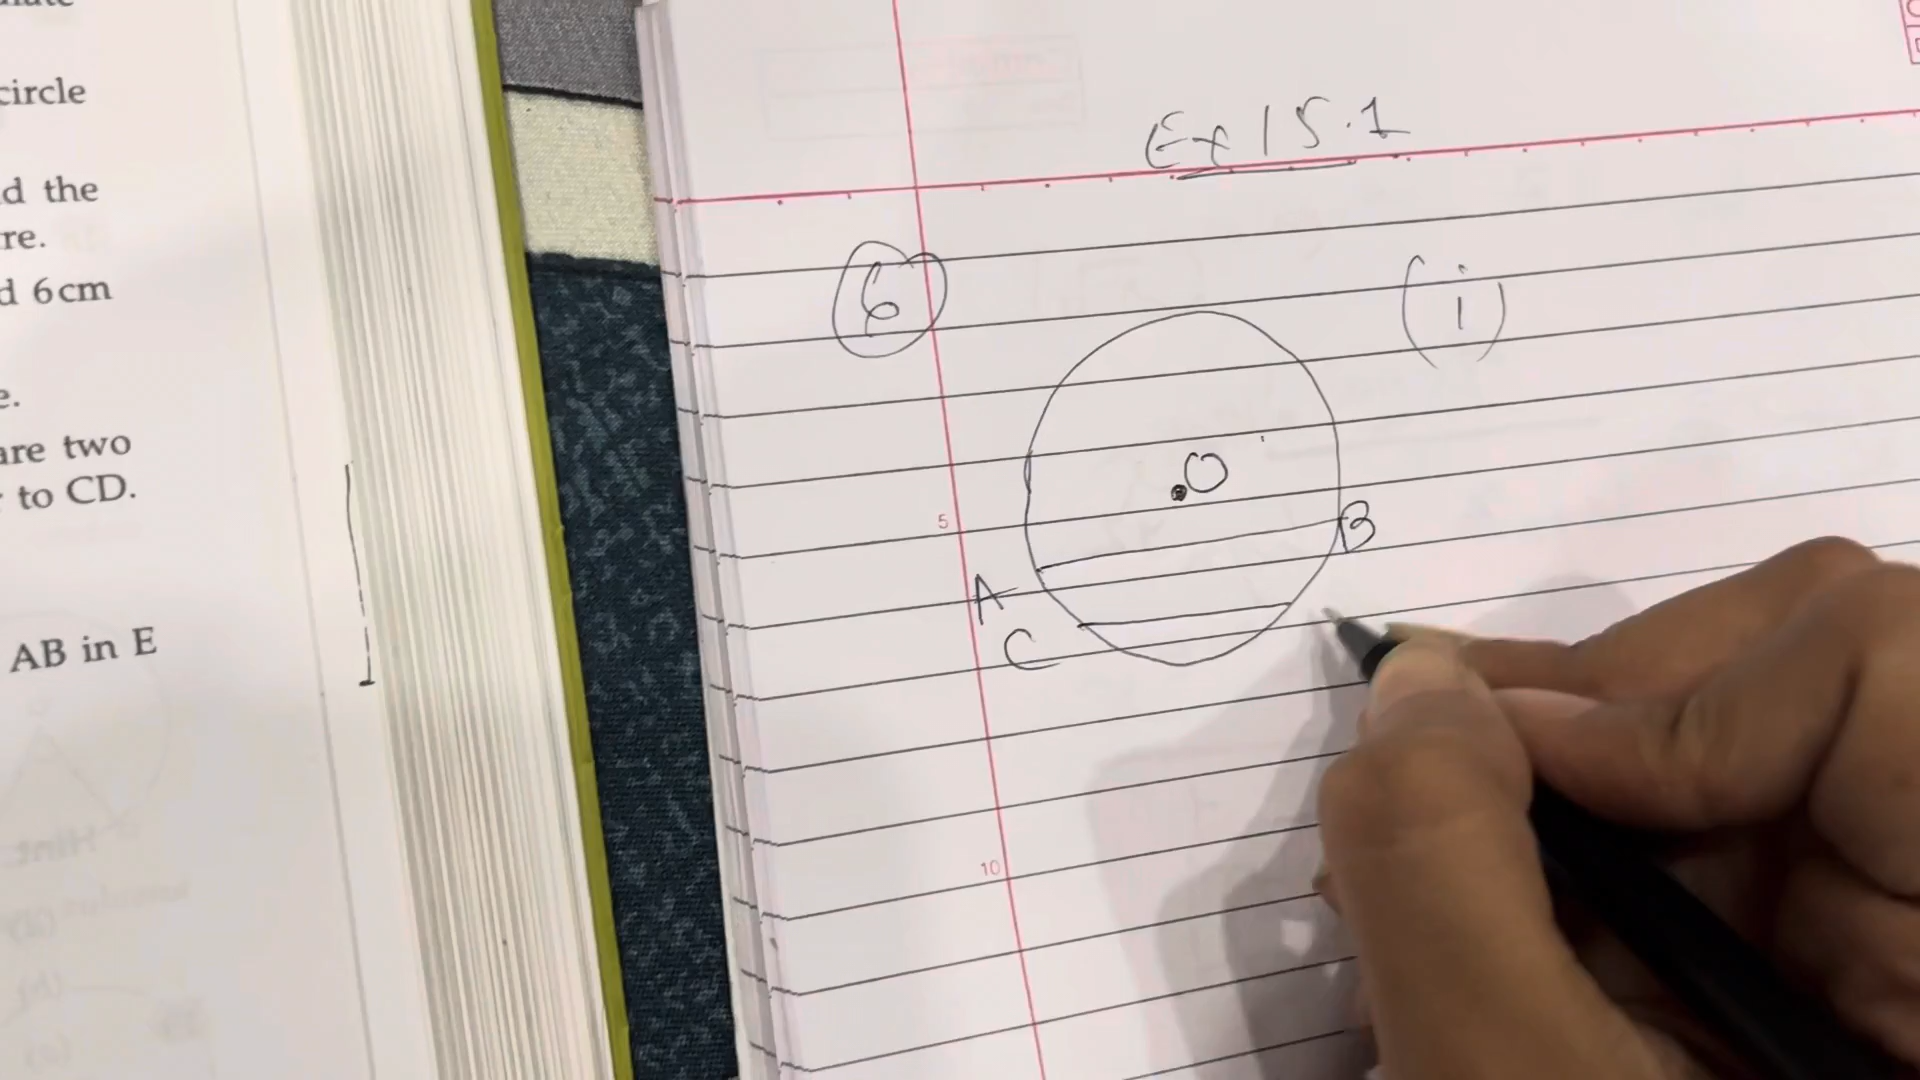 circle
d the
re.
d 6cm
e.
are two
to CD.
AB in E
Ex 15.1
6
(i)
O
B
A
C
5
10